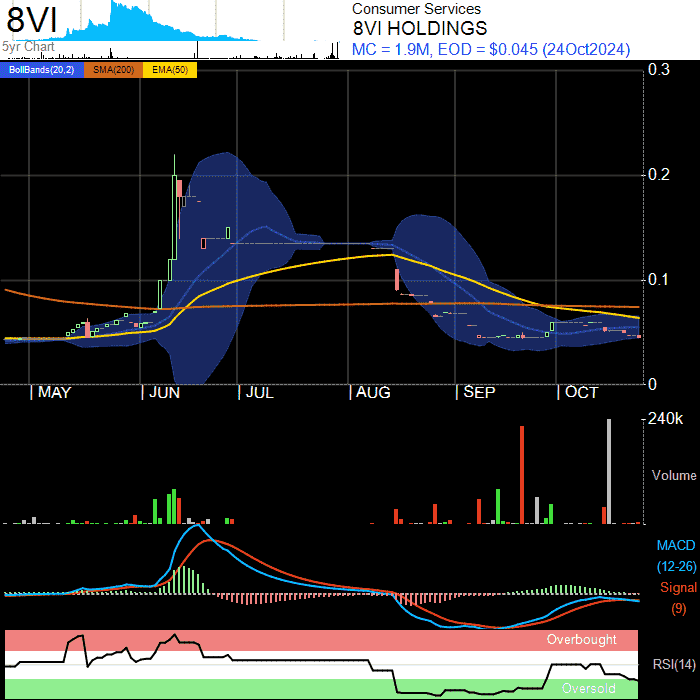 8VI
Consumer Services
8VI HOLDINGS
5yr Chart
MC = 1.9M, EOD = $0.045 (24Oct2024)
BollBands(20,2) SMA(200) EMA(50)
0.3
0.2
0.1
0
MAY JUN JUL AUG SEP OCT
240k
Volume
MACD
(12-26)
Signal
(9)
Overbought
RSI(14)
Oversold